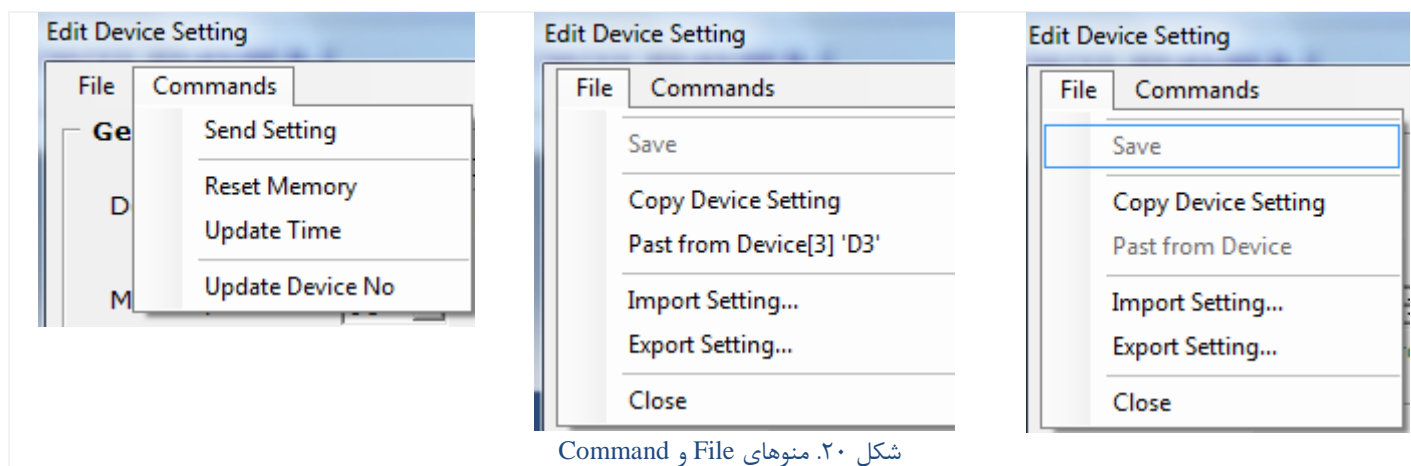 Edit Device Setting
File Commands
Ge
Send Setting
Reset Memory
D
Update Time
Update Device No
M
Edit Device Setting
File Commands
Save
Copy Device Setting
Past from Device[3] 'D3'
Import Setting...
Export Setting...
Close
Edit Device Setting
File Commands
Save
Copy Device Setting
Past from Device
Import Setting...
Export Setting...
Close
شکل ۲۰. منوهای File و Command